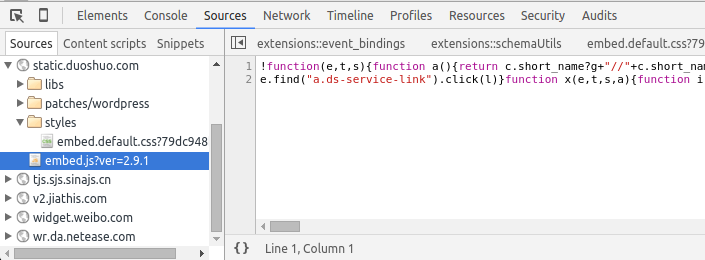 Elements Console Sources Network Timeline Profiles Resources Security Audits
Sources Content scripts Snippets
extensions::event_bindings extensions::schemaUtils embed.default.css?79
static.duoshuo.com
libs
patches/wordpress
styles
embed.default.css?79dc948
embed.js?ver=2.9.1
tjs.sjs.sinajs.cn
v2.jiathis.com
widget.weibo.com
wr.da.netease.com
1 !function(e,t,s){function a(){return c.short_name?g+"//"+c.short_nam
2 e.find("a.ds-service-link").click(l)}function x(e,t,s,a){function i
{} Line 1, Column 1